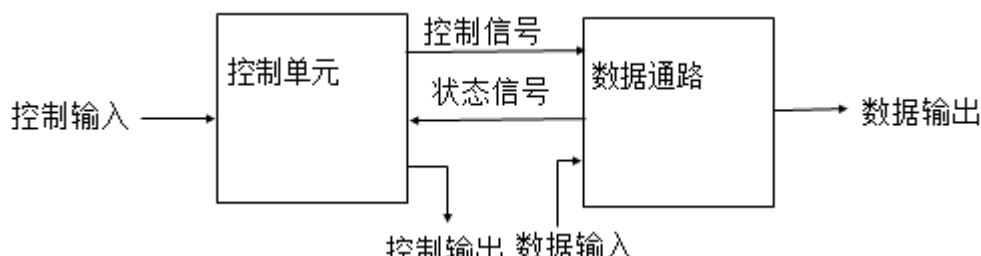 控制信号
控制单元
数据通路
状态信号
控制输入
数据输出
控制输出
数据输入